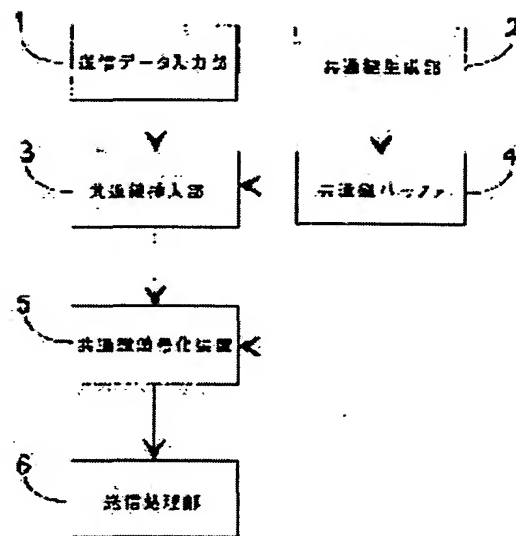 1
送信データ入力部
2
共通鍵生成部
3
共通鍵挿入部
4
共通鍵バッファ
5
共通鍵暗号化装置
6
送信処理部